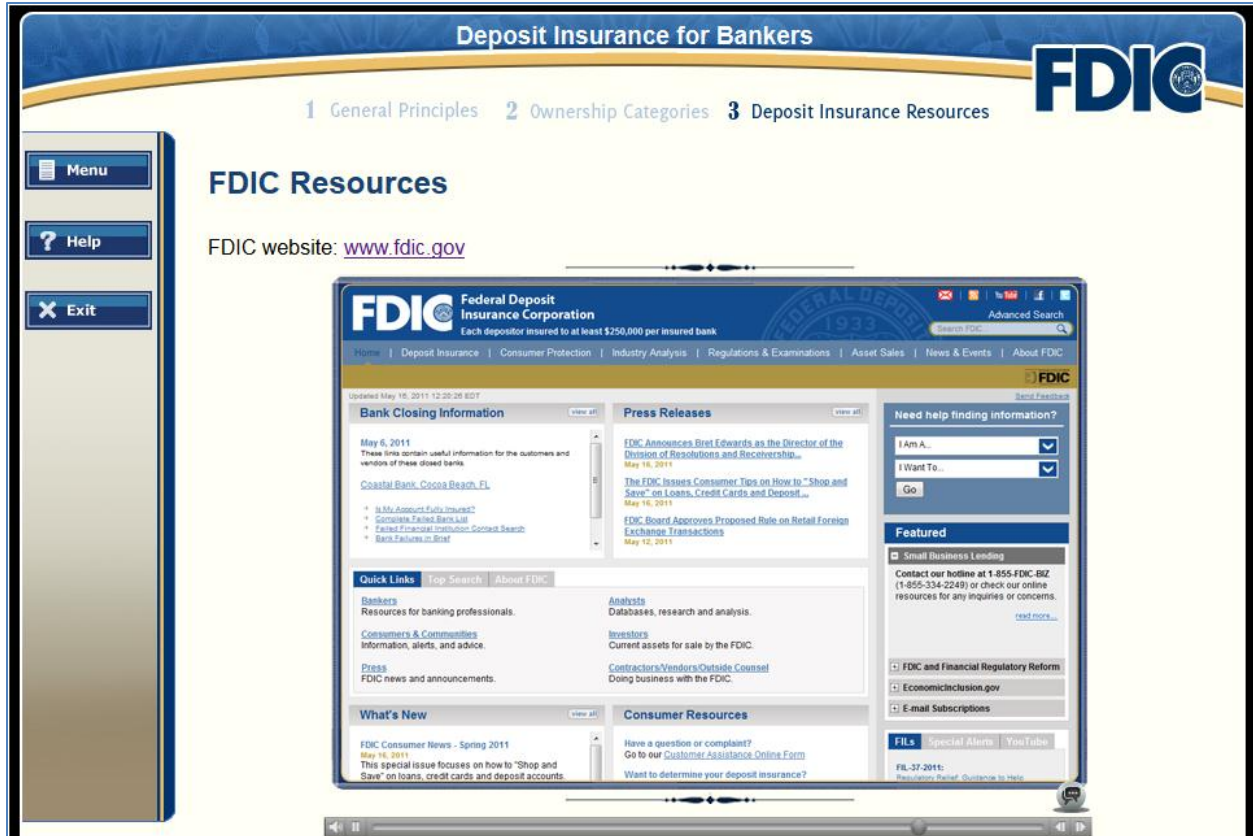 Deposit Insurance for Bankers
FDIC
1 General Principles 2 Ownership Categories 3 Deposit Insurance Resources
Menu
Help
Exit
FDIC Resources
FDIC website: www.fdic.gov
FDIC
Federal Deposit
Insurance Corporation
Each depositor insured to at least $250,000 per insured bank
FEDERAL DEPOS
1933
You Tube
Advanced Search
Search FDIC...
Home | Deposit Insurance | Consumer Protection | Industry Analysis | Regulations & Examinations | Asset Sales | News & Events | About FDIC
FDIC
Updated May 16, 2011 12:20:26 EDT
Send Feedback
Bank Closing Information
view all
May 6, 2011
These links contain useful information for the customers and
vendors of these closed banks.
Coastal Bank, Cocoa Beach, FL
Is My Account Fully Insured?
Complete Failed Bank List
Failed Financial Institution Contact Search
Bank Failures in Brief
Press Releases
view all
FDIC Announces Bret Edwards as the Director of the
Division of Resolutions and Receivership...
May 16, 2011
The FDIC Issues Consumer Tips on How to "Shop and
Save" on Loans, Credit Cards and Deposit ...
May 16, 2011
FDIC Board Approves Proposed Rule on Retail Foreign
Exchange Transactions
May 12, 2011
Need help finding information?
I Am A...
I Want To...
Go
Quick Links Top Search About FDIC
Bankers
Resources for banking professionals.
Analysts
Databases, research and analysis.
Consumers & Communities
Information, alerts, and advice.
Investors
Current assets for sale by the FDIC.
Press
FDIC news and announcements.
Contractors/Vendors/Outside Counsel
Doing business with the FDIC.
Featured
Small Business Lending
Contact our hotline at 1-855-FDIC-BIZ
(1-855-334-2249) or check our online
resources for any inquiries or concerns.
read more...
FDIC and Financial Regulatory Reform
EconomicInclusion.gov
E-mail Subscriptions
What's New
view all
FDIC Consumer News - Spring 2011
May 16, 2011
This special issue focuses on how to "Shop and
Save" on loans, credit cards and deposit accounts.
Consumer Resources
Have a question or complaint?
Go to our Customer Assistance Online Form
Want to determine your deposit insurance?
FILs Special Alerts YouTube
FIL-37-2011:
Regulatory Relief: Guidance to Help